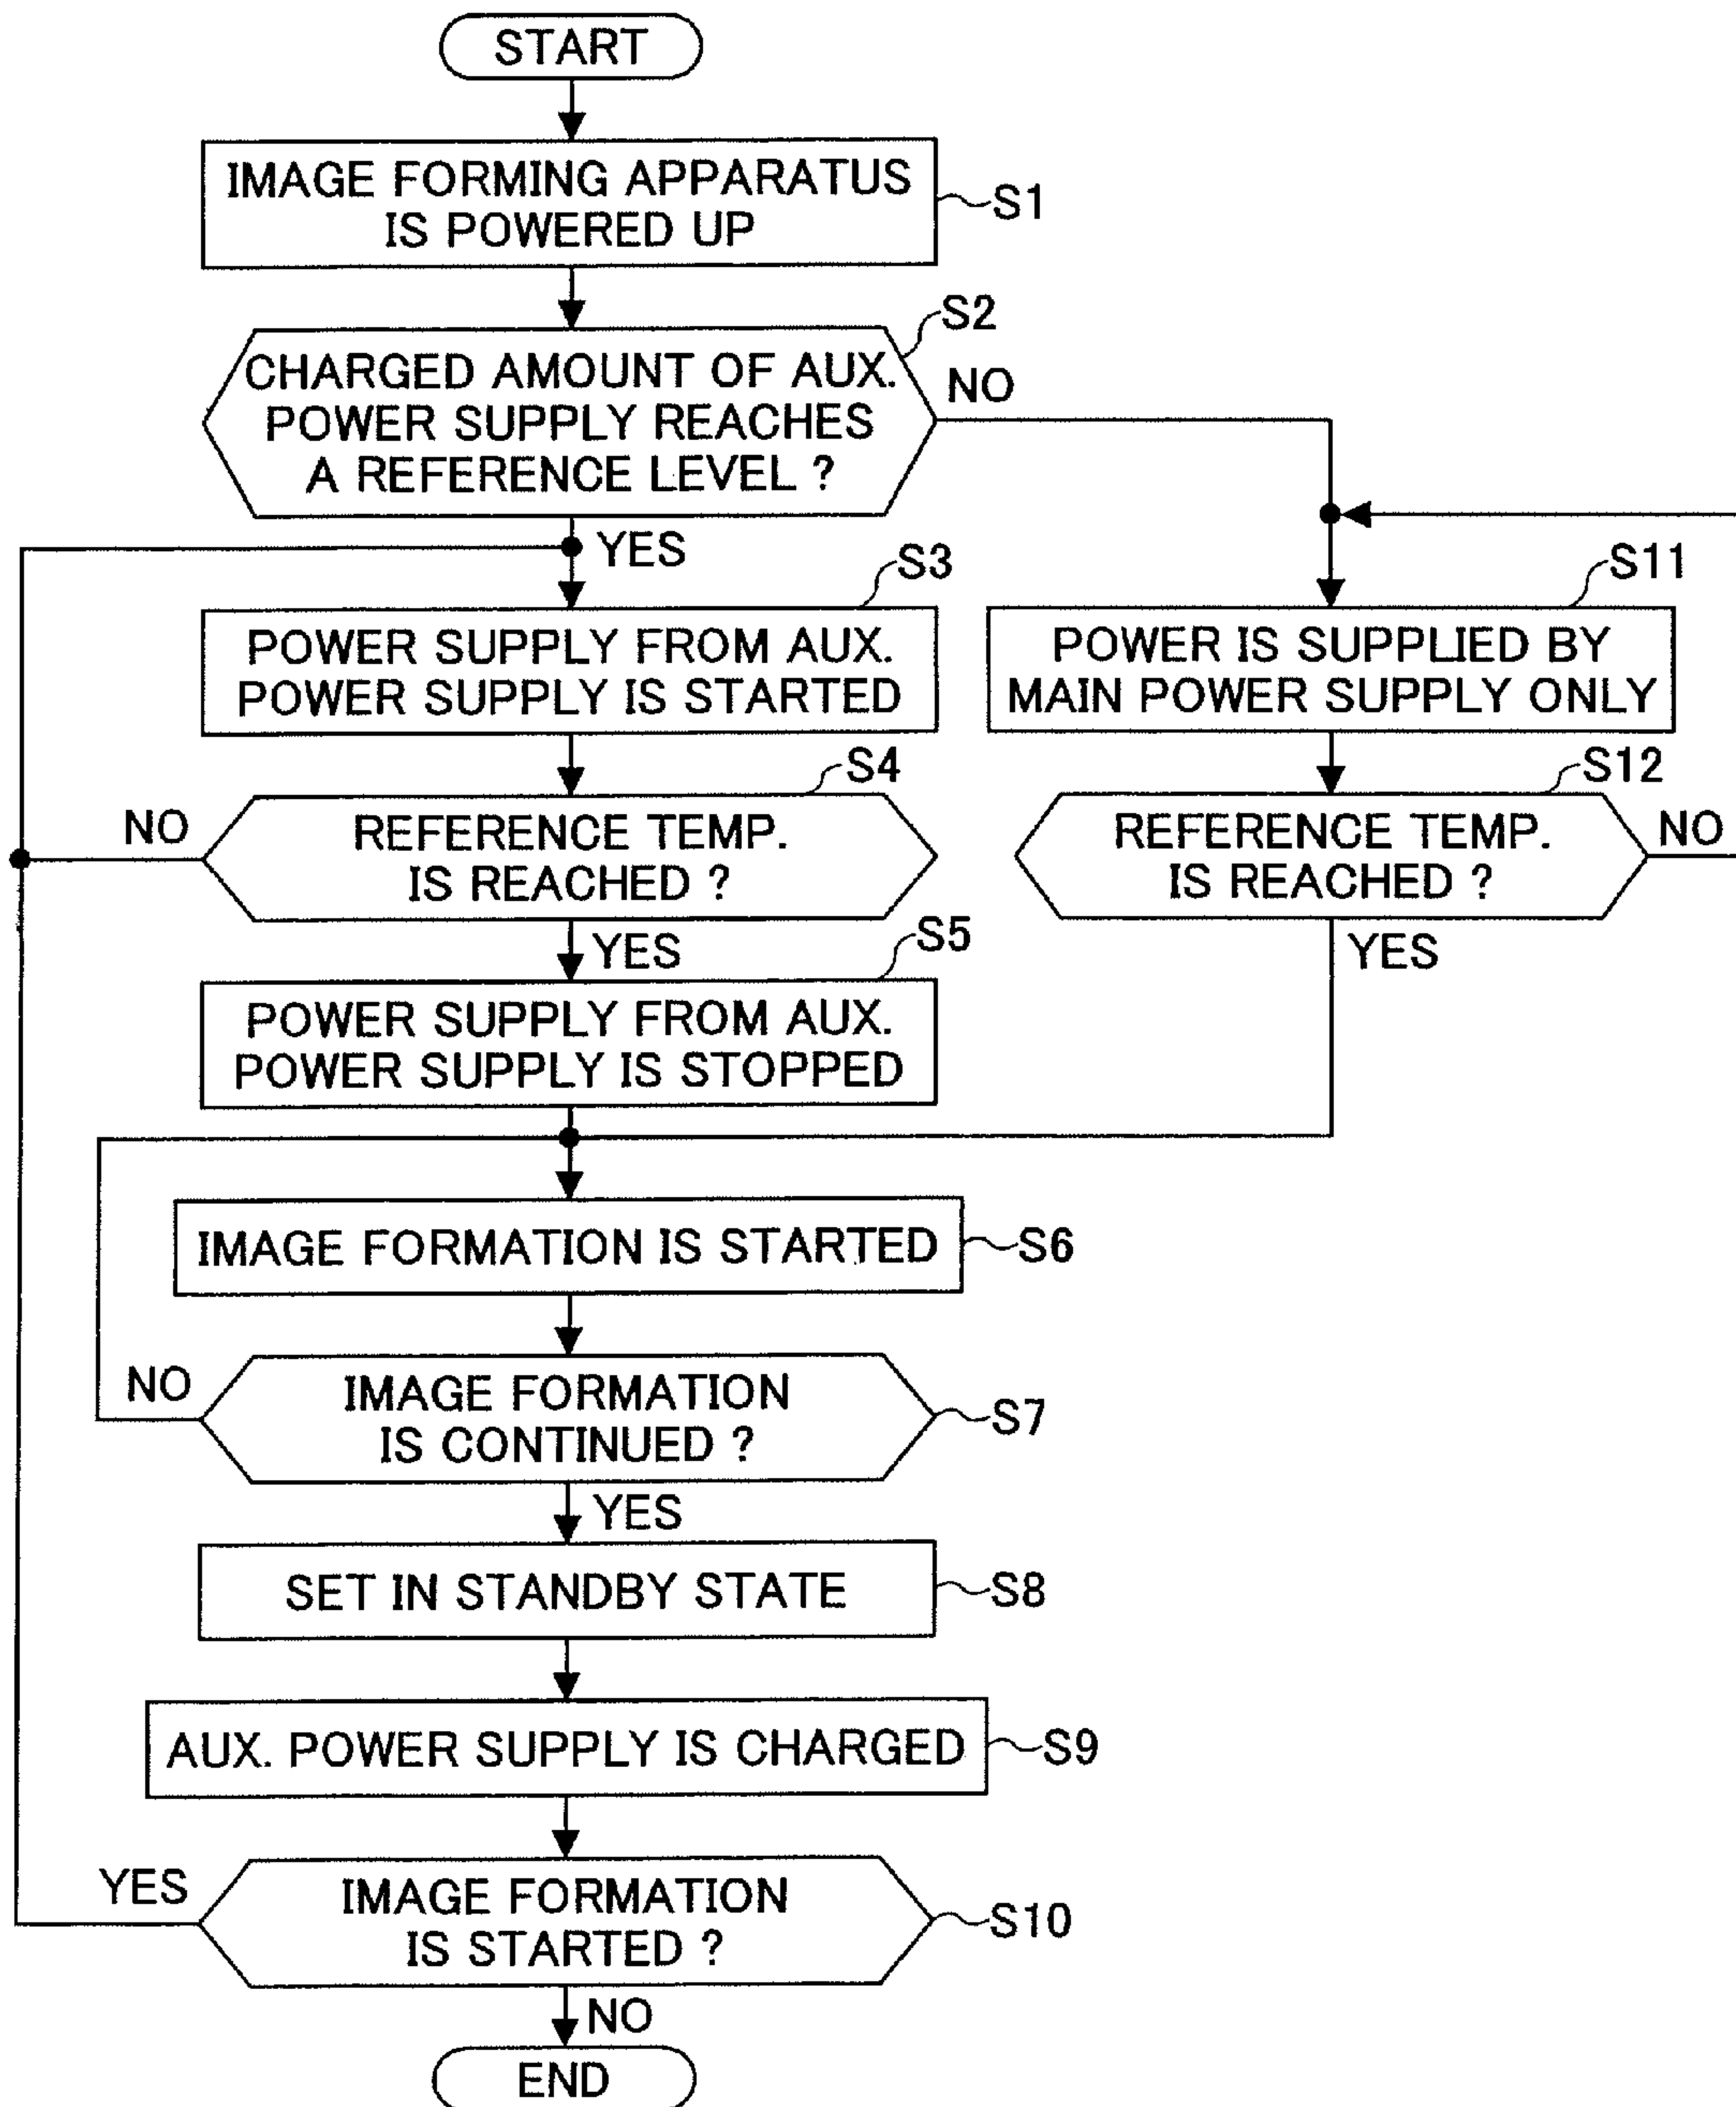 START
IMAGE FORMING APPARATUS
IS POWERED UP
S1
S2
CHARGED AMOUNT OF AUX.
POWER SUPPLY REACHES
A REFERENCE LEVEL ?
NO
YES
S3
POWER SUPPLY FROM AUX.
POWER SUPPLY IS STARTED
S11
POWER IS SUPPLIED BY
MAIN POWER SUPPLY ONLY
S4
NO
REFERENCE TEMP.
IS REACHED ?
YES
S12
REFERENCE TEMP.
IS REACHED ?
NO
YES
S5
POWER SUPPLY FROM AUX.
POWER SUPPLY IS STOPPED
IMAGE FORMATION IS STARTED
S6
NO
IMAGE FORMATION
IS CONTINUED ?
S7
YES
SET IN STANDBY STATE
S8
AUX. POWER SUPPLY IS CHARGED
S9
YES
IMAGE FORMATION
IS STARTED ?
S10
NO
END